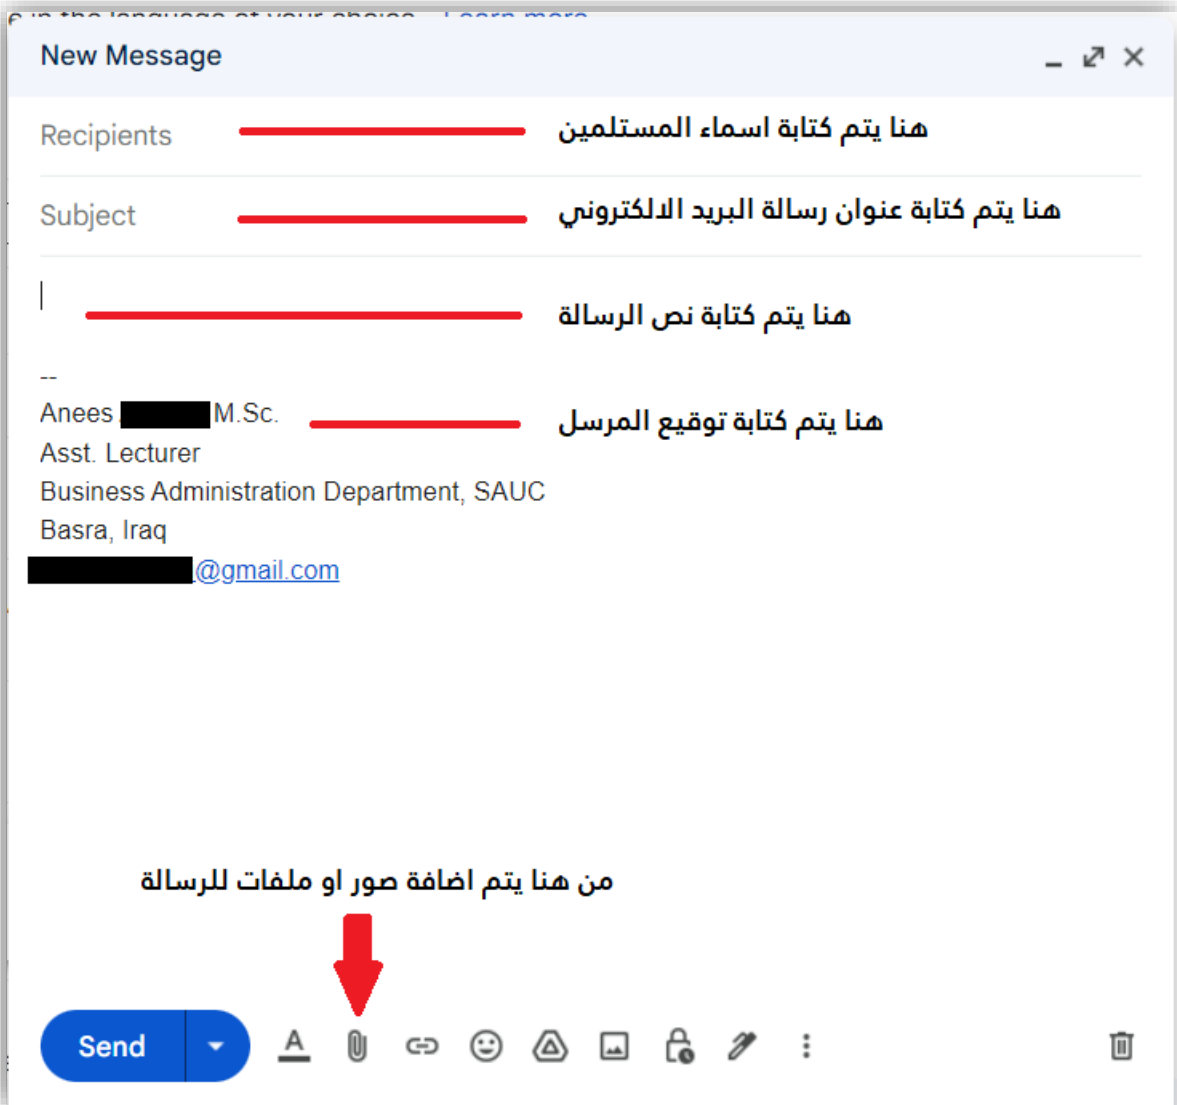 New Message
Recipients
هنا يتم كتابة اسماء المستلمين
Subject
هنا يتم كتابة عنوان رسالة البريد الالكتروني
هنا يتم كتابة نص الرسالة
--
Anees M.Sc.
هنا يتم كتابة توقيع المرسل
Asst. Lecturer
Business Administration Department, SAUC
Basra, Iraq
@gmail.com
من هنا يتم اضافة صور او ملفات للرسالة
Send